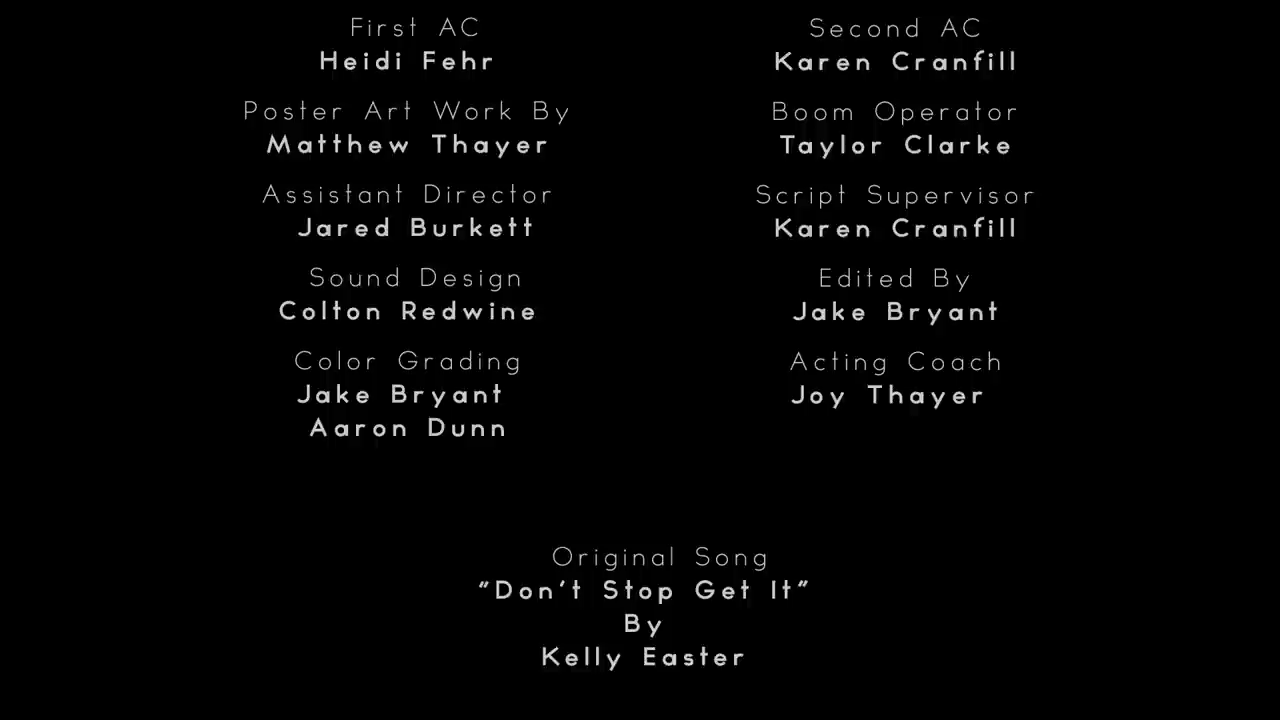 First AC
Heidi Fehr
Poster Art Work By
Matthew Thayer
Assistant Director
Jared Burkett
Sound Design
Colton Redwine
Color Grading
Jake Bryant
Aaron Dunn
Second AC
Karen Cranfill
Boom Operator
Taylor Clarke
Script Supervisor
Karen Cranfill
Edited By
Jake Bryant
Acting Coach
Joy Thayer
Original Song
“Don’t Stop Get It”
By
Kelly Easter